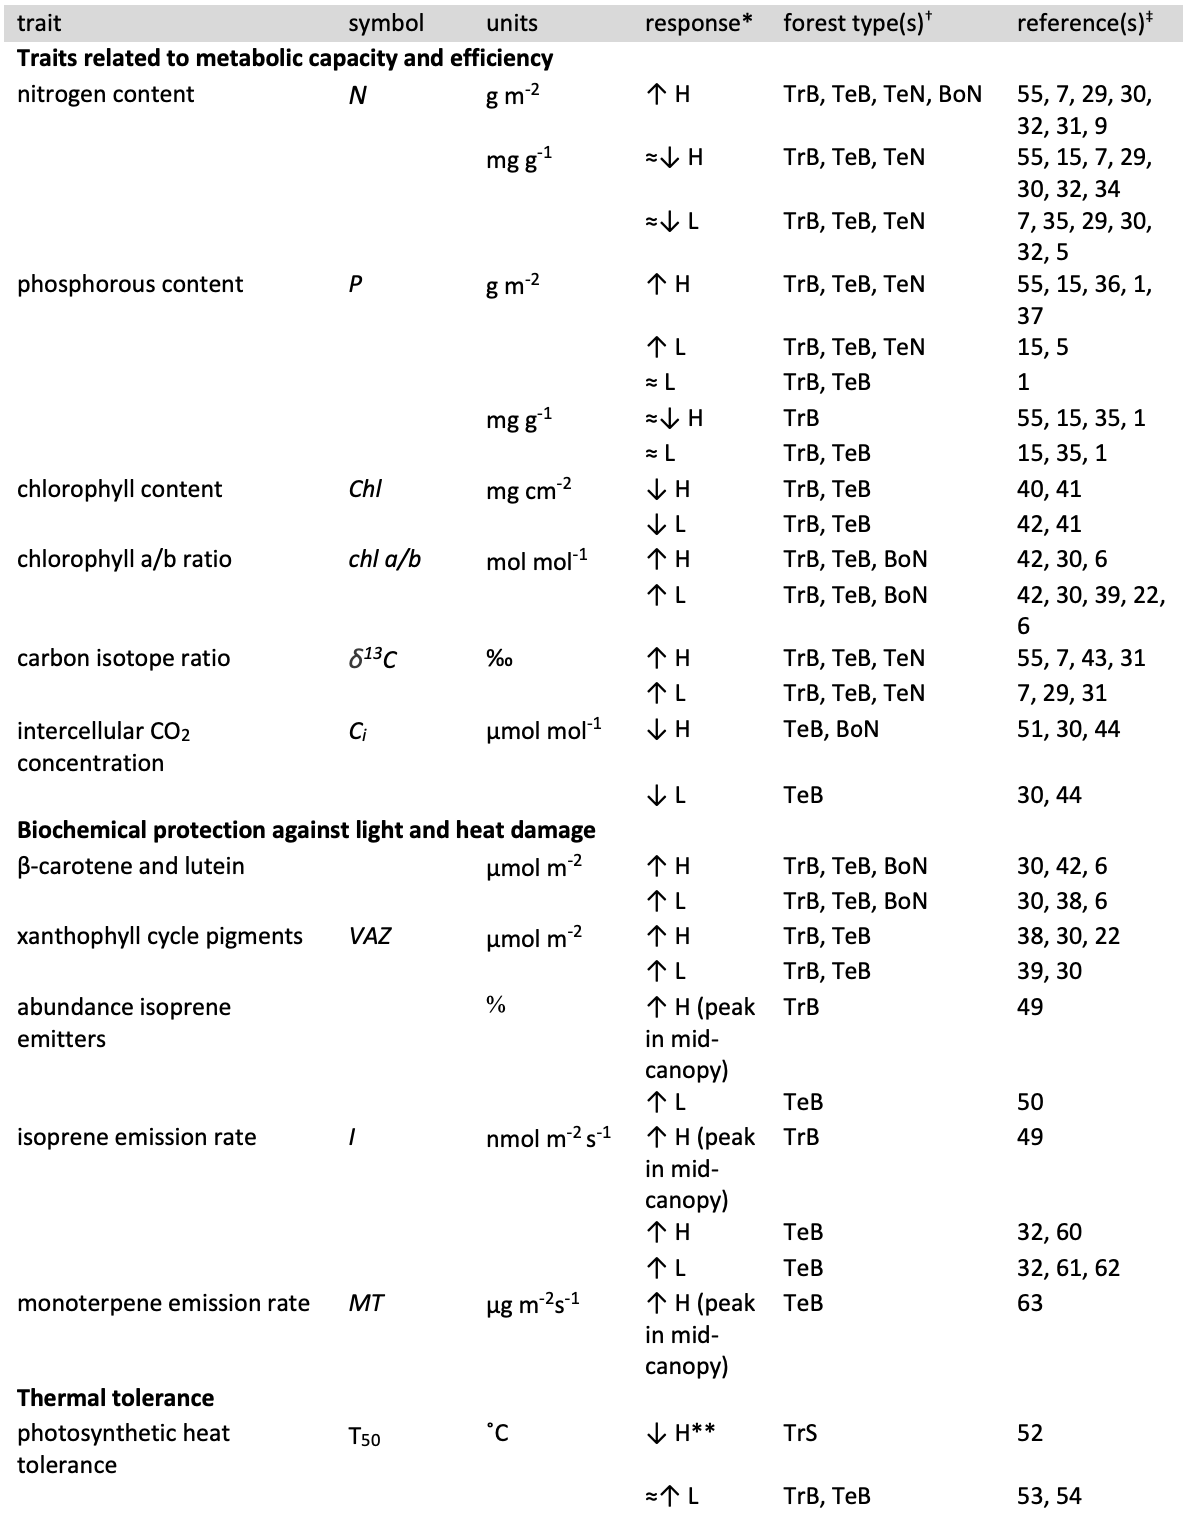 trait symbol units response* forest type(s)† reference(s)‡
Traits related to metabolic capacity and efficiency
nitrogen content N g m-2 ↑ H TrB, TeB, TeN, BoN 55, 7, 29, 30,
32, 31, 9
mg g-1 ≈↓ H TrB, TeB, TeN 55, 15, 7, 29,
30, 32, 34
≈↓ L TrB, TeB, TeN 7, 35, 29, 30,
32, 5
phosphorous content P g m-2 ↑ H TrB, TeB, TeN 55, 15, 36, 1,
37
↑ L TrB, TeB, TeN 15, 5
≈ L TrB, TeB 1
mg g-1 ≈↓ H TrB 55, 15, 35, 1
≈ L TrB, TeB 15, 35, 1
chlorophyll content Chl mg cm-2 ↓ H TrB, TeB 40, 41
↓ L TrB, TeB 42, 41
chlorophyll a/b ratio chl a/b mol mol-1 ↑ H TrB, TeB, BoN 42, 30, 6
↑ L TrB, TeB, BoN 42, 30, 39, 22,
6
carbon isotope ratio δ13C ‰ ↑ H TrB, TeB, TeN 55, 7, 43, 31
↑ L TrB, TeB, TeN 7, 29, 31
intercellular CO2 Ci µmol mol-1 ↓ H TeB, BoN 51, 30, 44
concentration
↓ L TeB 30, 44
Biochemical protection against light and heat damage
β-carotene and lutein µmol m-2 ↑ H TrB, TeB, BoN 30, 42, 6
↑ L TrB, TeB, BoN 30, 38, 6
xanthophyll cycle pigments VAZ µmol m-2 ↑ H TrB, TeB 38, 30, 22
↑ L TrB, TeB 39, 30
abundance isoprene % ↑ H (peak TrB 49
emitters in mid-
canopy)
↑ L TeB 50
isoprene emission rate I nmol m-2 s-1 ↑ H (peak TrB 49
in mid-
canopy)
↑ H TeB 32, 60
↑ L TeB 32, 61, 62
monoterpene emission rate MT µg m-2s-1 ↑ H (peak TeB 63
in mid-
canopy)
Thermal tolerance
photosynthetic heat T50 ˚C ↓ H** TrS 52
tolerance
≈↑ L TrB, TeB 53, 54